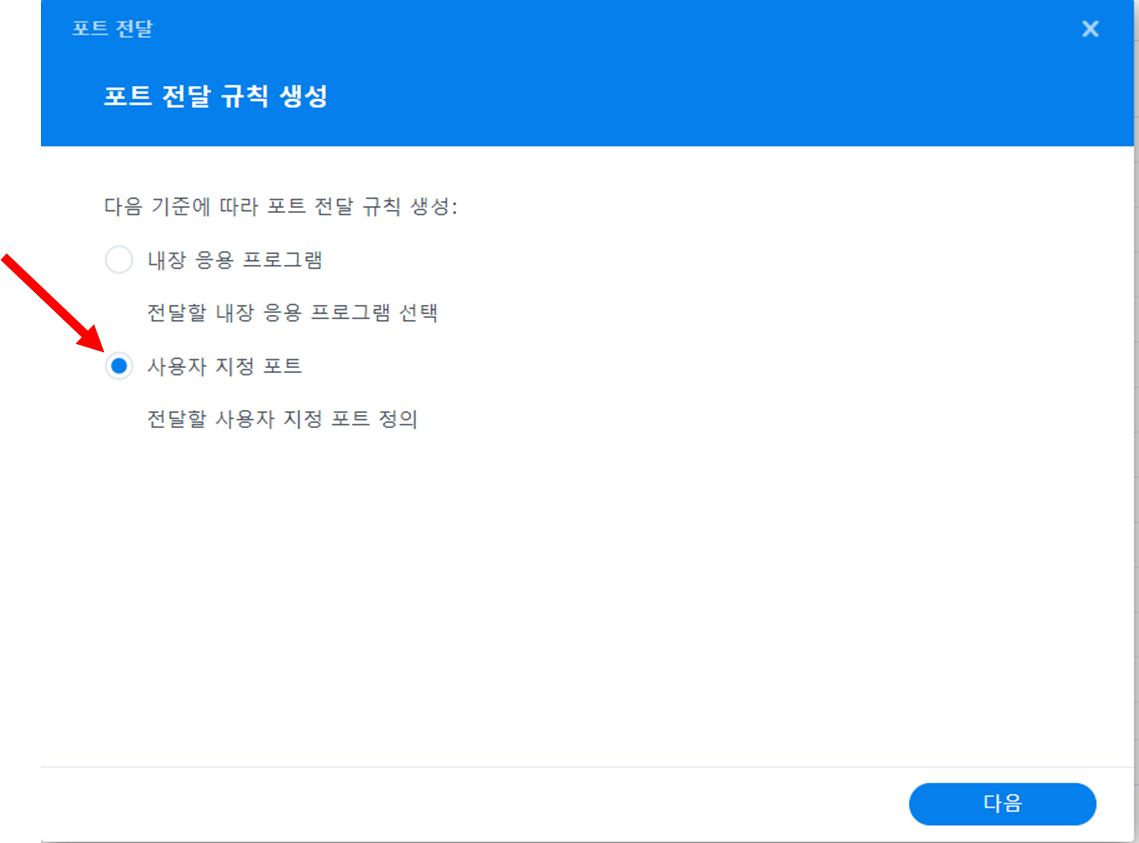 포트 전달
포트 전달 규칙 생성
다음 기준에 따라 포트 전달 규칙 생성:
내장 응용 프로그램
전달할 내장 응용 프로그램 선택
사용자 지정 포트
전달할 사용자 지정 포트 정의
다음